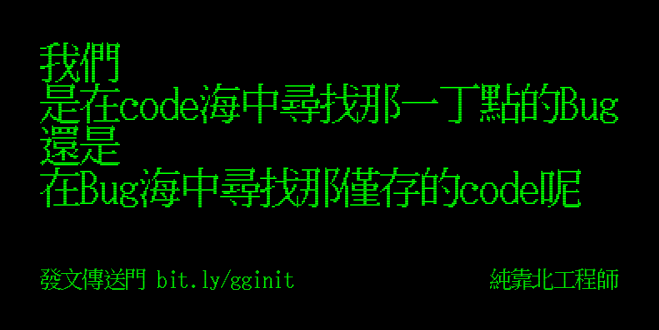 我們
是在code海中尋找那一丁點的Bug
還是
在Bug海中尋找那僅存的code呢
發文傳送門 bit.ly/gginit
純靠北工程師